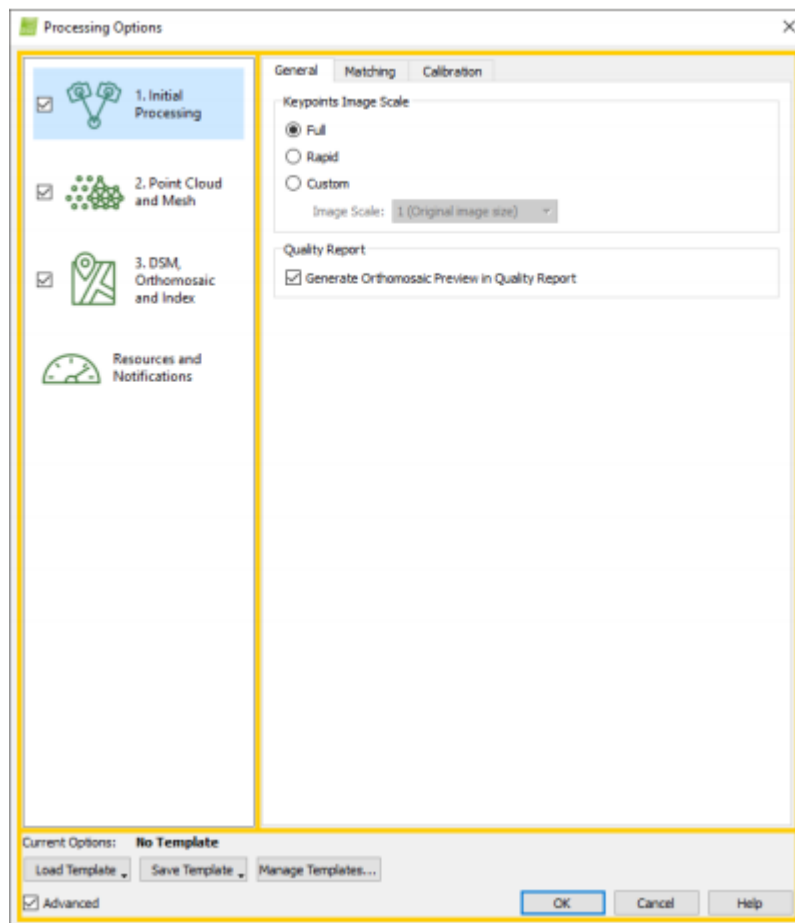 Processing Options
1. Initial
Processing
2. Point Cloud
and Mesh
3. DSM,
Orthomosaic
and Index
Resources and
Notifications
General Matching Calibration
Keypoints Image Scale
Full
Rapid
Custom
Image Scale: 1 (Original image size)
Quality Report
Generate Orthomosaic Preview in Quality Report
Current Options: No Template
Load Template Save Template Manage Templates...
Advanced OK Cancel Help